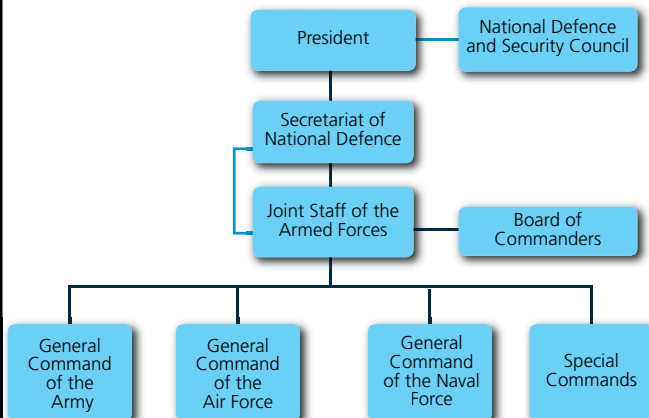 President
National Defence
and Security Council
Secretariat of
National Defence
Joint Staff of the
Armed Forces
Board of
Commanders
General
Command
of the
Army
General
Command
of the
Air Force
General
Command
of the Naval
Force
Special
Commands